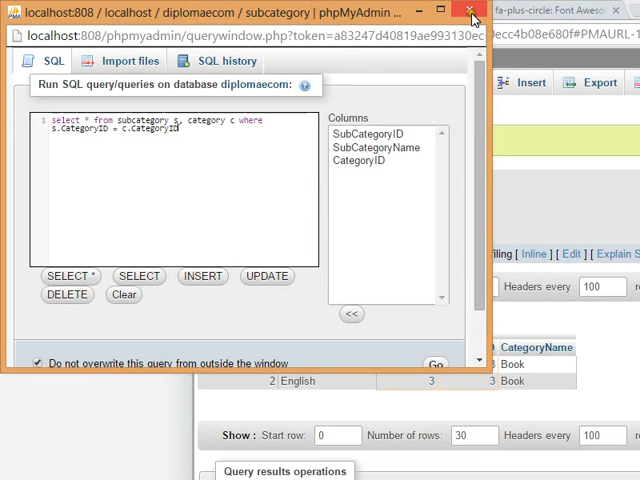 localhost:808 / localhost / diplomaecom / subcategory | phpMyAdmin ...
fa-plus-circle: Font Awesom
localhost:808/phpmyadmin/querywindow.php?token=a83247d40819ae993130ec
0ecc4b08e680f#PMAURL-1
SQL
Import files
SQL history
Insert
Export
Run SQL query/queries on database diplomaecom:
Columns
1 select * from subcategory s, category c where
s.CategoryID = c.CategoryID
SubCategoryID
SubCategoryName
CategoryID
filing [ Inline ] [ Edit ] [ Explain S
SELECT *
SELECT
INSERT
UPDATE
Headers every
100
DELETE
Clear
<<
CategoryName
Do not overwrite this query from outside the window
Go
3 Book
2 English 3 3 Book
Show : Start row: 0 Number of rows: 30 Headers every 100
Query results operations